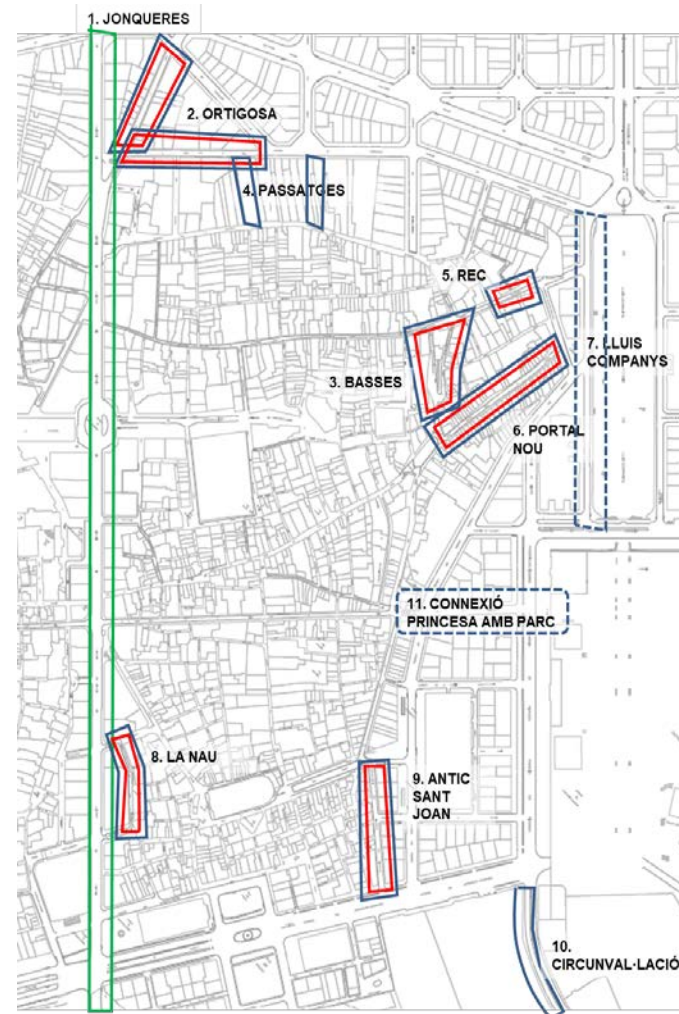 1. JONQUERES
2. ORTIGOSA
4. PASSATGES
5. REC
7. LLUIS
COMPANYS
3. BASSES
6. PORTAL
NOU
11. CONNEXIÓ
PRINCESA AMB PARC
8. LA NAU
9. ANTIC
SANT
JOAN
10.
CIRCUNVAL·LACIÓ